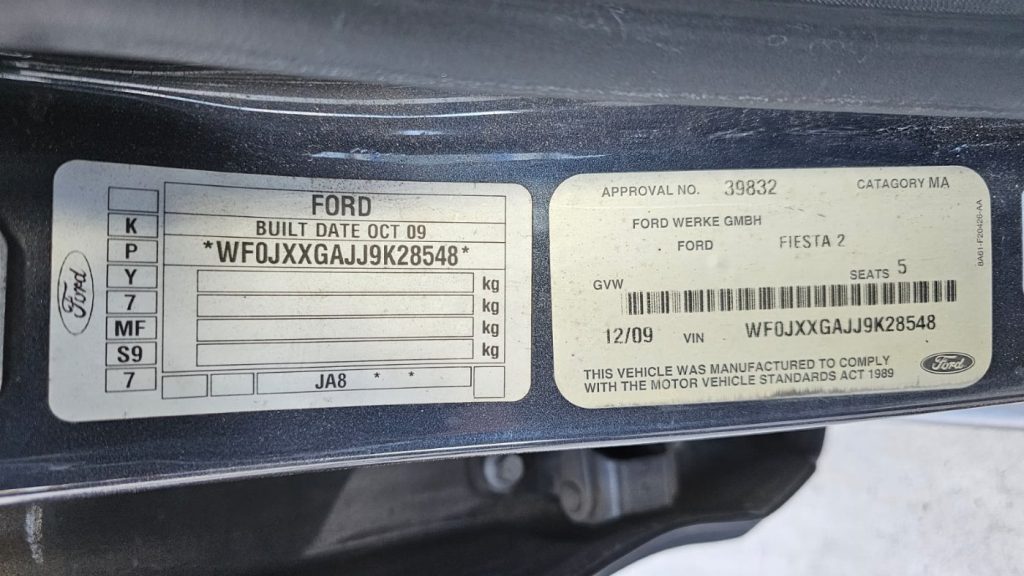 Ford
K
P
Y
7
MF
S9
7
FORD
BUILT DATE OCT 09
*WF0JXXGAJJ9K28548*
kg
kg
kg
kg
JA8 * *
APPROVAL NO. 39832 CATAGORY MA
FORD WERKE GMBH
FORD FIESTA 2
GVW SEATS 5
12/09 VIN WF0JXXGAJJ9K28548
THIS VEHICLE WAS MANUFACTURED TO COMPLY
WITH THE MOTOR VEHICLE STANDARDS ACT 1989
Ford
8A61-F20426-AA